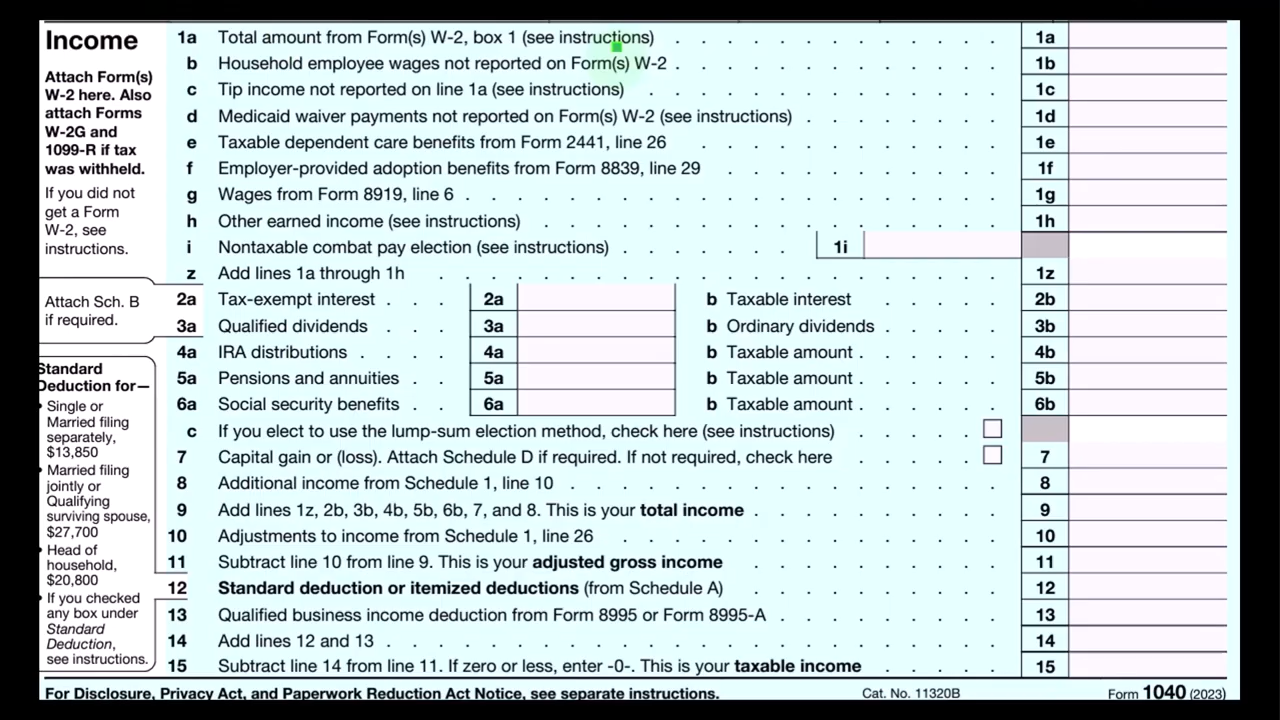 Income
Attach Form(s)
W-2 here. Also
attach Forms
W-2G and
1099-R if tax
was withheld.
If you did not
get a Form
W-2, see
instructions.
1a Total amount from Form(s) W-2, box 1 (see instructions) . . . . . . . . . . . . . 1a
b Household employee wages not reported on Form(s) W-2 . . . . . . . . . . . . . 1b
c Tip income not reported on line 1a (see instructions) . . . . . . . . . . . . . . 1c
d Medicaid waiver payments not reported on Form(s) W-2 (see instructions) . . . . . . . . 1d
e Taxable dependent care benefits from Form 2441, line 26 . . . . . . . . . . . . 1e
f Employer-provided adoption benefits from Form 8839, line 29 . . . . . . . . . . . 1f
g Wages from Form 8919, line 6 . . . . . . . . . . . . . . . . . . . . . 1g
h Other earned income (see instructions) . . . . . . . . . . . . . . . . . . 1h
i Nontaxable combat pay election (see instructions) . . . . . . . 1i
z Add lines 1a through 1h . . . . . . . . . . . . . . . . . . . . . . 1z
Attach Sch. B
if required.
2a Tax-exempt interest . . . 2a b Taxable interest . . . . . 2b
3a Qualified dividends . . . 3a b Ordinary dividends . . . . . 3b
4a IRA distributions . . . . 4a b Taxable amount . . . . . . 4b
5a Pensions and annuities . . 5a b Taxable amount . . . . . . 5b
6a Social security benefits . . 6a b Taxable amount . . . . . . 6b
c If you elect to use the lump-sum election method, check here (see instructions) . . . . .
7 Capital gain or (loss). Attach Schedule D if required. If not required, check here . . . . . 7
8 Additional income from Schedule 1, line 10 . . . . . . . . . . . . . . . . . 8
9 Add lines 1z, 2b, 3b, 4b, 5b, 6b, 7, and 8. This is your total income . . . . . . . . . . 9
10 Adjustments to income from Schedule 1, line 26 . . . . . . . . . . . . . . . 10
11 Subtract line 10 from line 9. This is your adjusted gross income . . . . . . . . . . 11
12 Standard deduction or itemized deductions (from Schedule A) . . . . . . . . . . 12
13 Qualified business income deduction from Form 8995 or Form 8995-A . . . . . . . . . 13
14 Add lines 12 and 13 . . . . . . . . . . . . . . . . . . . . . . . . 14
15 Subtract line 14 from line 11. If zero or less, enter -0-. This is your taxable income . . . . . 15
Standard
Deduction for—
• Single or
Married filing
separately,
$13,850
• Married filing
jointly or
Qualifying
surviving spouse,
$27,700
• Head of
household,
$20,800
• If you checked
any box under
Standard
Deduction,
see instructions.
For Disclosure, Privacy Act, and Paperwork Reduction Act Notice, see separate instructions. Cat. No. 11320B Form 1040 (2023)